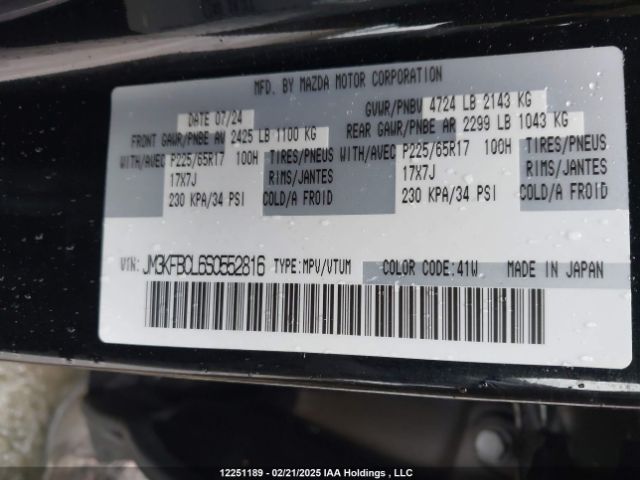 MFD. BY MAZDA MOTOR CORPORATION
DATE 07/24 GVWR/PNBV 4724 LB 2143 KG
FRONT GAWR/PNBE AV 2425 LB 1100 KG REAR GAWR/PNBE AR 2299 LB 1043 KG
WITH/AVEC P225/65R17 100H TIRES/PNEUS WITH/AVEC P225/65R17 100H TIRES/PNEUS
17X7J RIMS/JANTES 17X7J RIMS/JANTES
230 KPA/34 PSI COLD/A FROID 230 KPA/34 PSI COLD/A FROID
VIN: JM3KFBCL6S0552816 TYPE:MPV/VTUM COLOR CODE:41W MADE IN JAPAN
12251189 - 02/21/2025 IAA Holdings , LLC